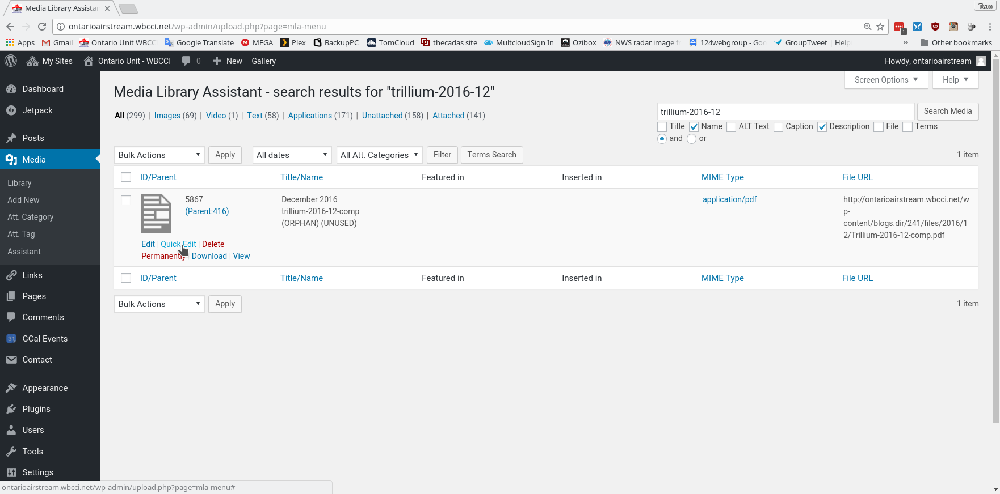 Media Library Assistar
Tom
ontarioairstream.wbcci.net/wp-admin/upload.php?page=mla-menu
1
Apps Gmail Ontario Unit WBCC Google Translate MEGA Plex BackupPC TomCloud thecadas site MultcloudSign In Ozibox NWS radar image fr 124webgroup - Goo GroupTweet | Help » Other bookmarks
My Sites Ontario Unit - WBCCI 0 + New Gallery Howdy, ontarioairstream
Screen Options Help
Dashboard
Jetpack
Posts
Media
Library
Add New
Att. Category
Att. Tag
Assistant
Links
Pages
Comments
31 GCal Events
Contact
Appearance
Plugins
Users
Tools
Settings
Media Library Assistant - search results for "trillium-2016-12"
All (299) | Images (69) | Video (1) | Text (58) | Applications (171) | Unattached (158) | Attached (141)
trillium-2016-12 Search Media
Title Name ALT Text Caption Description File Terms
and or
Bulk Actions Apply All dates All Att. Categories Filter Terms Search 1 item
ID/Parent Title/Name Featured in Inserted in MIME Type File URL
5867
(Parent:416)
Edit | Quick Edit | Delete
Permanently | Download | View
December 2016
trillium-2016-12-comp
(ORPHAN) (UNUSED)
application/pdf
http://ontarioairstream.wbcci.net/w
p-
content/blogs.dir/241/files/2016/1
2/Trillium-2016-12-comp.pdf
ID/Parent Title/Name Featured in Inserted in MIME Type File URL
Bulk Actions Apply 1 item
ontarioairstream.wbcci.net/wp-admin/upload.php?page=mla-menu#